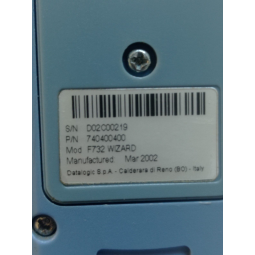 S/N D02C00219
P/N 740400400
Mod F732 WIZARD
Manufactured Mar 2002
Datalogic S.p.A. - Calderara di Reno (BO) - Italy